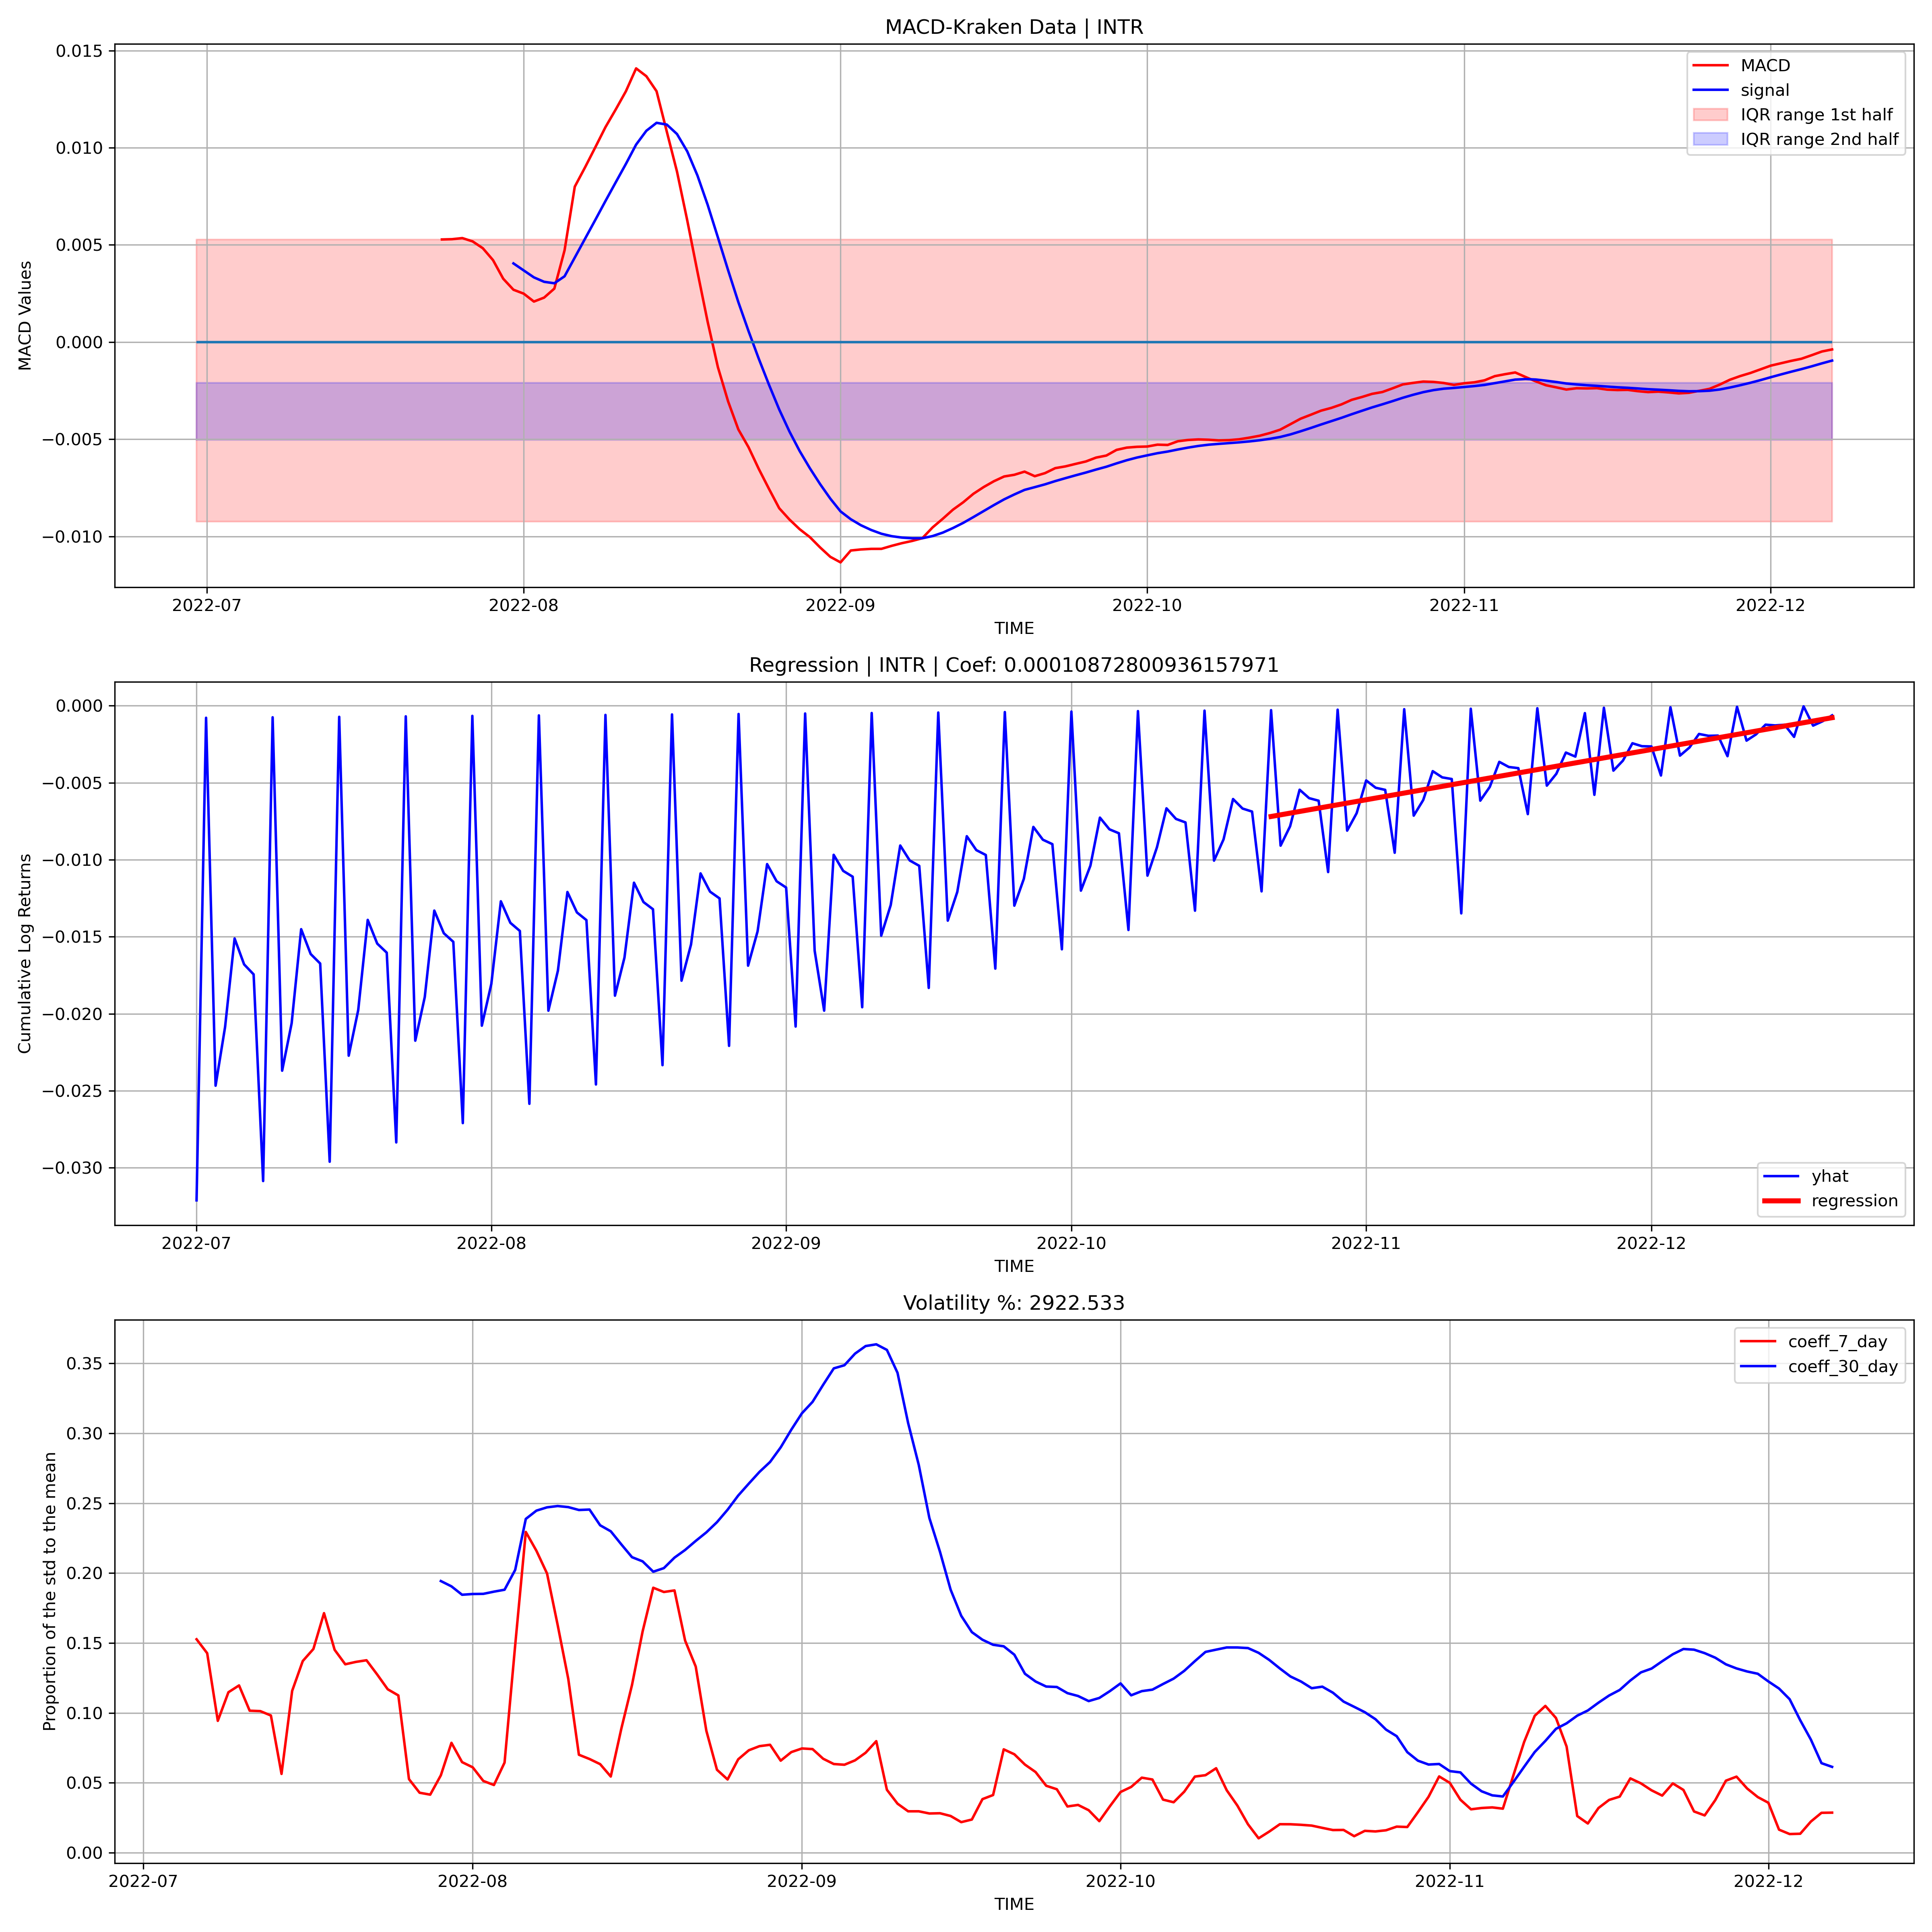 MACD-Kraken Data | INTR
0.015
0.010
0.005
0.000
−0.005
−0.010
MACD Values
MACD
signal
IQR range 1st half
IQR range 2nd half
2022-07 2022-08 2022-09 2022-10 2022-11 2022-12
TIME
Regression | INTR | Coef: 0.00010872800936157971
0.000
−0.005
−0.010
−0.015
−0.020
−0.025
−0.030
Cumulative Log Returns
yhat
regression
2022-07 2022-08 2022-09 2022-10 2022-11 2022-12
TIME
Volatility %: 2922.533
0.35
0.30
0.25
0.20
0.15
0.10
0.05
0.00
Proportion of the std to the mean
coeff_7_day
coeff_30_day
2022-07 2022-08 2022-09 2022-10 2022-11 2022-12
TIME